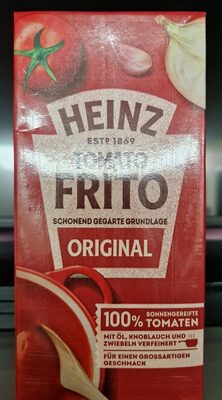 HEINZ
ESTD 1869
TOMATO
FRITO
SCHONEND GEGARTE GRUNDLAGE
ORIGINAL
100% SONNENGEREIFTE
TOMATEN
MIT ÖL, KNOBLAUCH UND
ZWIEBELN VERFEINERT
FÜR EINEN GROSSARTIGEN
GESCHMACK